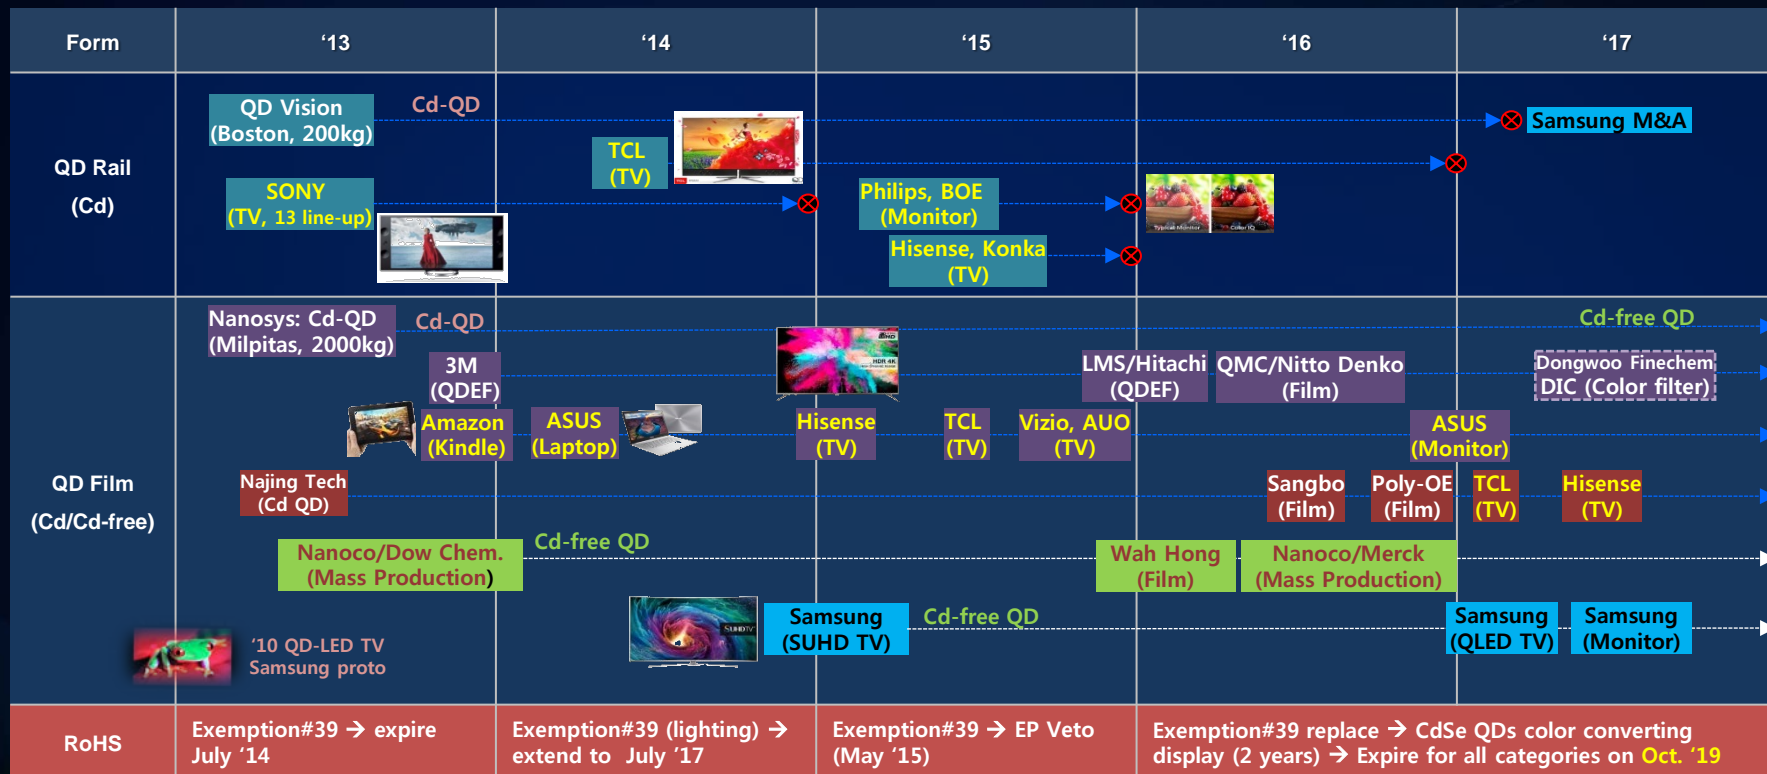 Form
‘13
‘14
‘15
‘16
‘17
QD Rail
(Cd)
QD Vision
(Boston, 200kg)
Cd-QD
Samsung M&A
TCL
(TV)
SONY
(TV, 13 line-up)
Philips, BOE
(Monitor)
Typical Monitor
Color IQ
Hisense, Konka
(TV)
QD Film
(Cd/Cd-free)
Nanosys: Cd-QD
(Milpitas, 2000kg)
Cd-QD
Cd-free QD
3M
(QDEF)
HDR 4K
LMS/Hitachi
(QDEF)
QMC/Nitto Denko
(Film)
Dongwoo Finechem
DIC (Color filter)
Amazon
(Kindle)
ASUS
(Laptop)
Hisense
(TV)
TCL
(TV)
Vizio, AUO
(TV)
ASUS
(Monitor)
Najing Tech
(Cd QD)
Sangbo
(Film)
Poly-OE
(Film)
TCL
(TV)
Hisense
(TV)
Nanoco/Dow Chem.
(Mass Production)
Cd-free QD
Wah Hong
(Film)
Nanoco/Merck
(Mass Production)
SUHDTV
Samsung
(SUHD TV)
Cd-free QD
Samsung
(QLED TV)
Samsung
(Monitor)
‘10 QD-LED TV
Samsung proto
RoHS
Exemption#39 → expire
July ‘14
Exemption#39 (lighting) →
extend to July ’17
Exemption#39 → EP Veto
(May ‘15)
Exemption#39 replace → CdSe QDs color converting
display (2 years) → Expire for all categories on Oct. ‘19